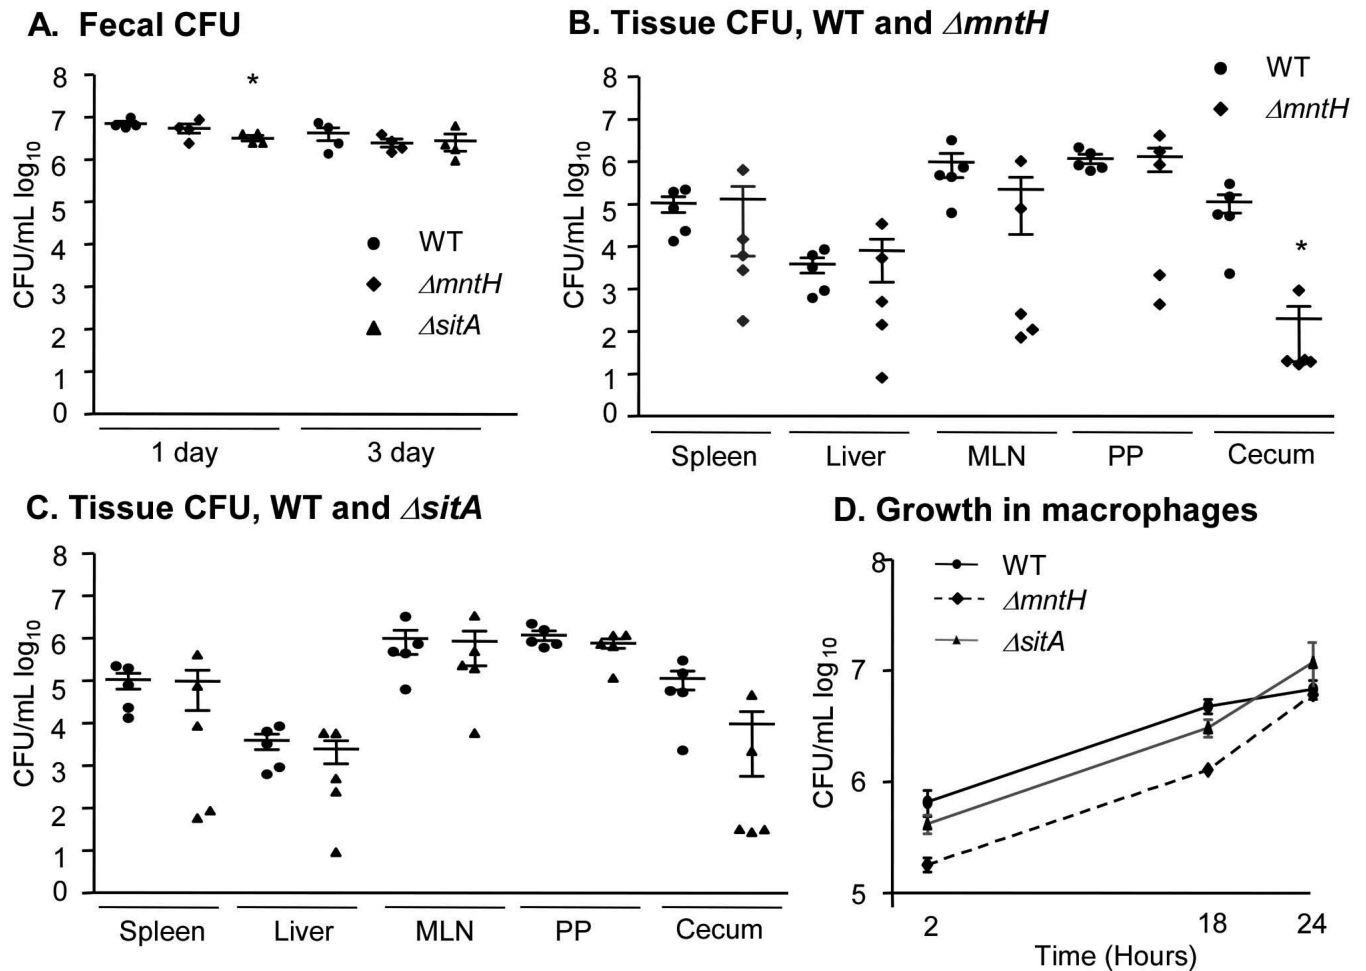 A. Fecal CFU
8
7
6
5
4
3
2
1
0
CFU/mL log10
*
WT
ΔmntH
ΔsitA
1 day
3 day
B. Tissue CFU, WT and ΔmntH
8
7
6
5
4
3
2
1
0
CFU/mL log10
WT
ΔmntH
*
Spleen
Liver
MLN
PP
Cecum
C. Tissue CFU, WT and ΔsitA
8
7
6
5
4
3
2
1
0
CFU/mL log10
Spleen
Liver
MLN
PP
Cecum
D. Growth in macrophages
8
7
6
5
CFU/mL log10
WT
ΔmntH
ΔsitA
2
18
24
Time (Hours)